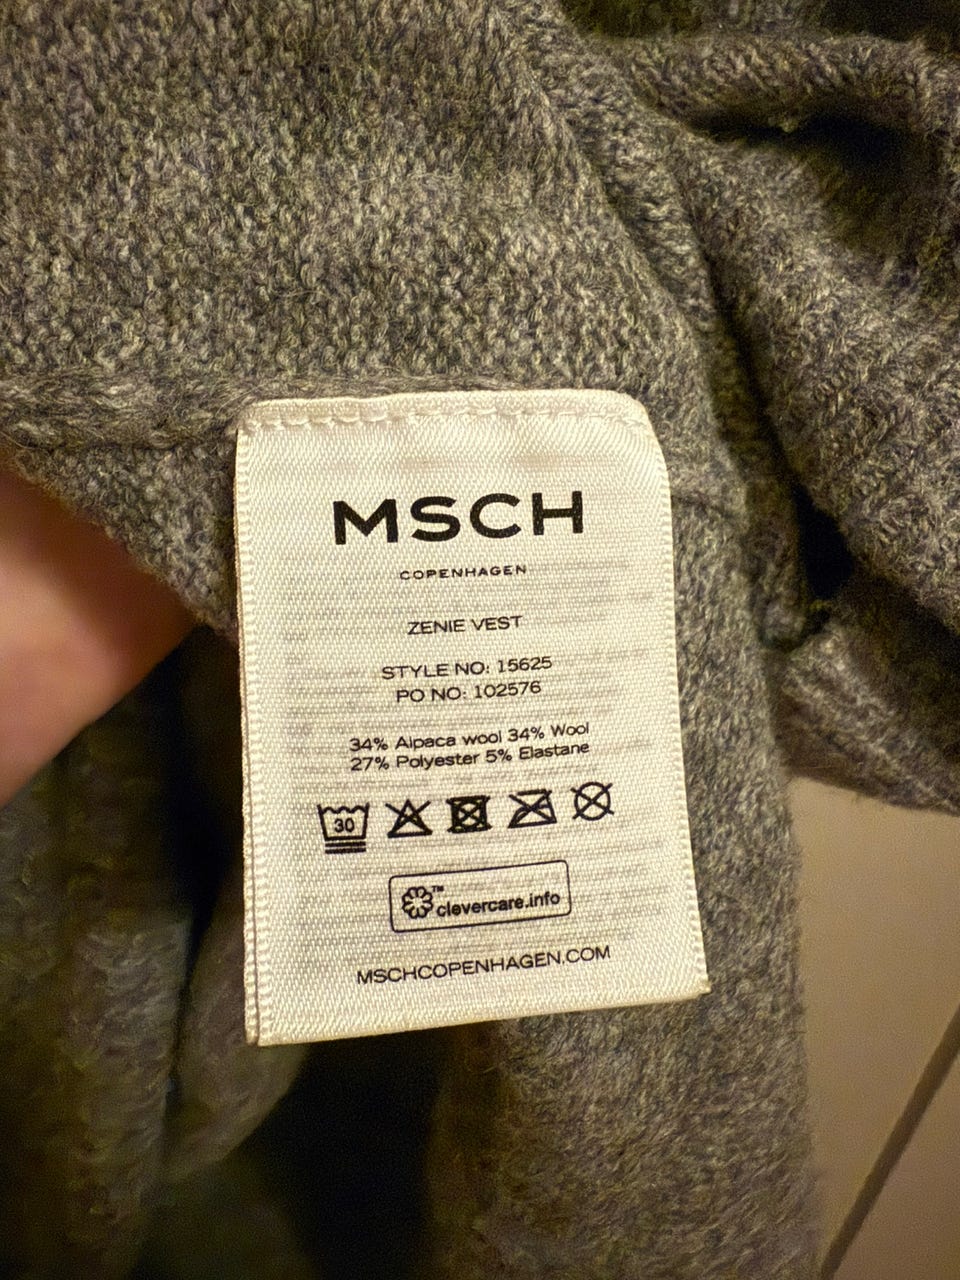 MSCH
COPENHAGEN
ZENIE VEST
STYLE NO: 15625
PO NO: 102576
34% Alpaca wool 34% Wool
27% Polyester 5% Elastane
30
™
clevercare.info
MSCHCOPENHAGEN.COM